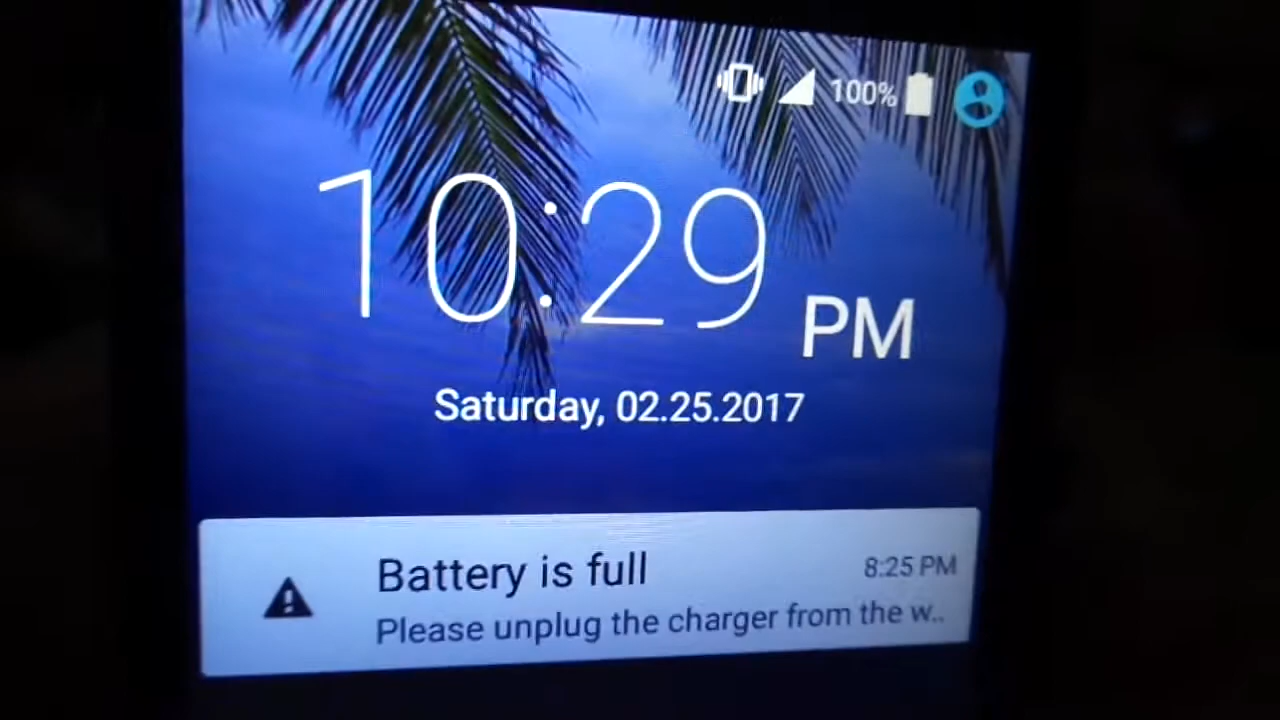 100%
10:29 PM
Saturday, 02.25.2017
Battery is full 8:25 PM
Please unplug the charger from the w..